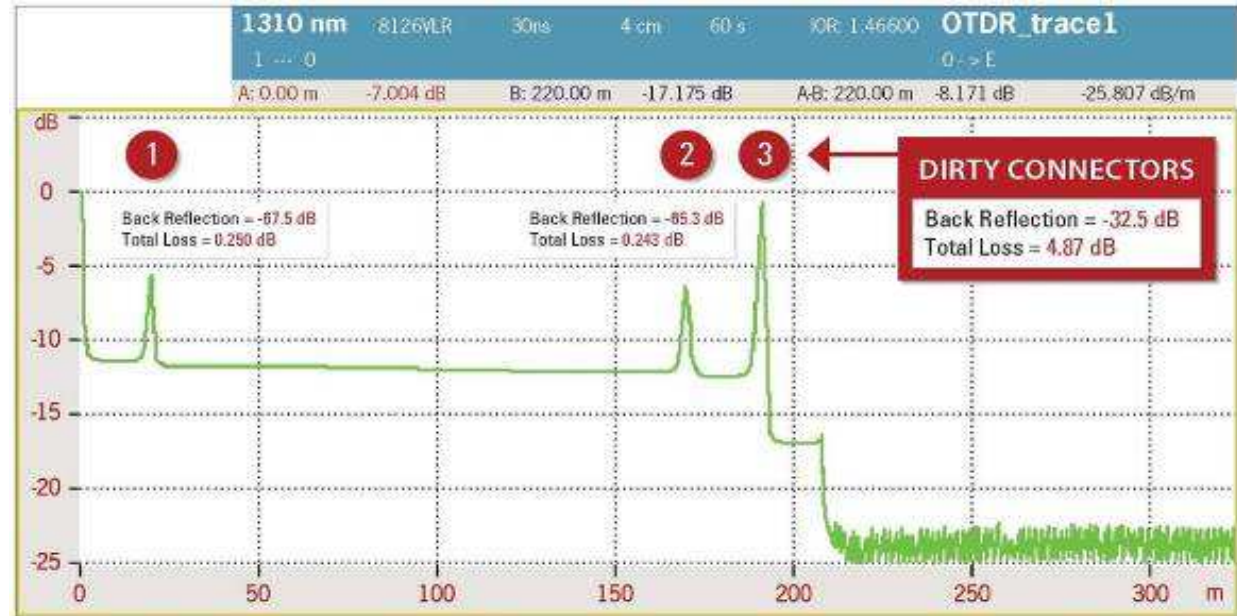 1310 nm 8126VLR 30ns 4 cm 60 s IOR: 1.46600 OTDR_trace1
1 --- 0 0 - > E
A: 0.00 m -7.004 dB B: 220.00 m -17.175 dB A-B: 220.00 m -8.171 dB -25.807 dB/m
dB
1
2
3
DIRTY CONNECTORS
Back Reflection = -32.5 dB
Total Loss = 4.87 dB
0
Back Reflection = -67.5 dB
Total Loss = 0.250 dB
Back Reflection = -65.3 dB
Total Loss = 0.243 dB
-5
-10
-15
-20
-25
0 50 100 150 200 250 300 m